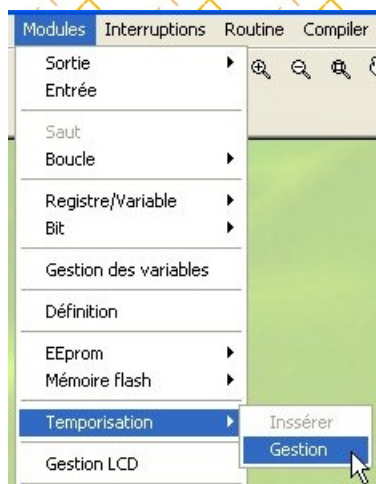 Modules Interruptions Routine Compiler
Sortie
Entrée
Saut
Boucle
Registre/Variable
Bit
Gestion des variables
Définition
EEprom
Mémoire flash
Temporisation
Inssérer
Gestion
Gestion LCD